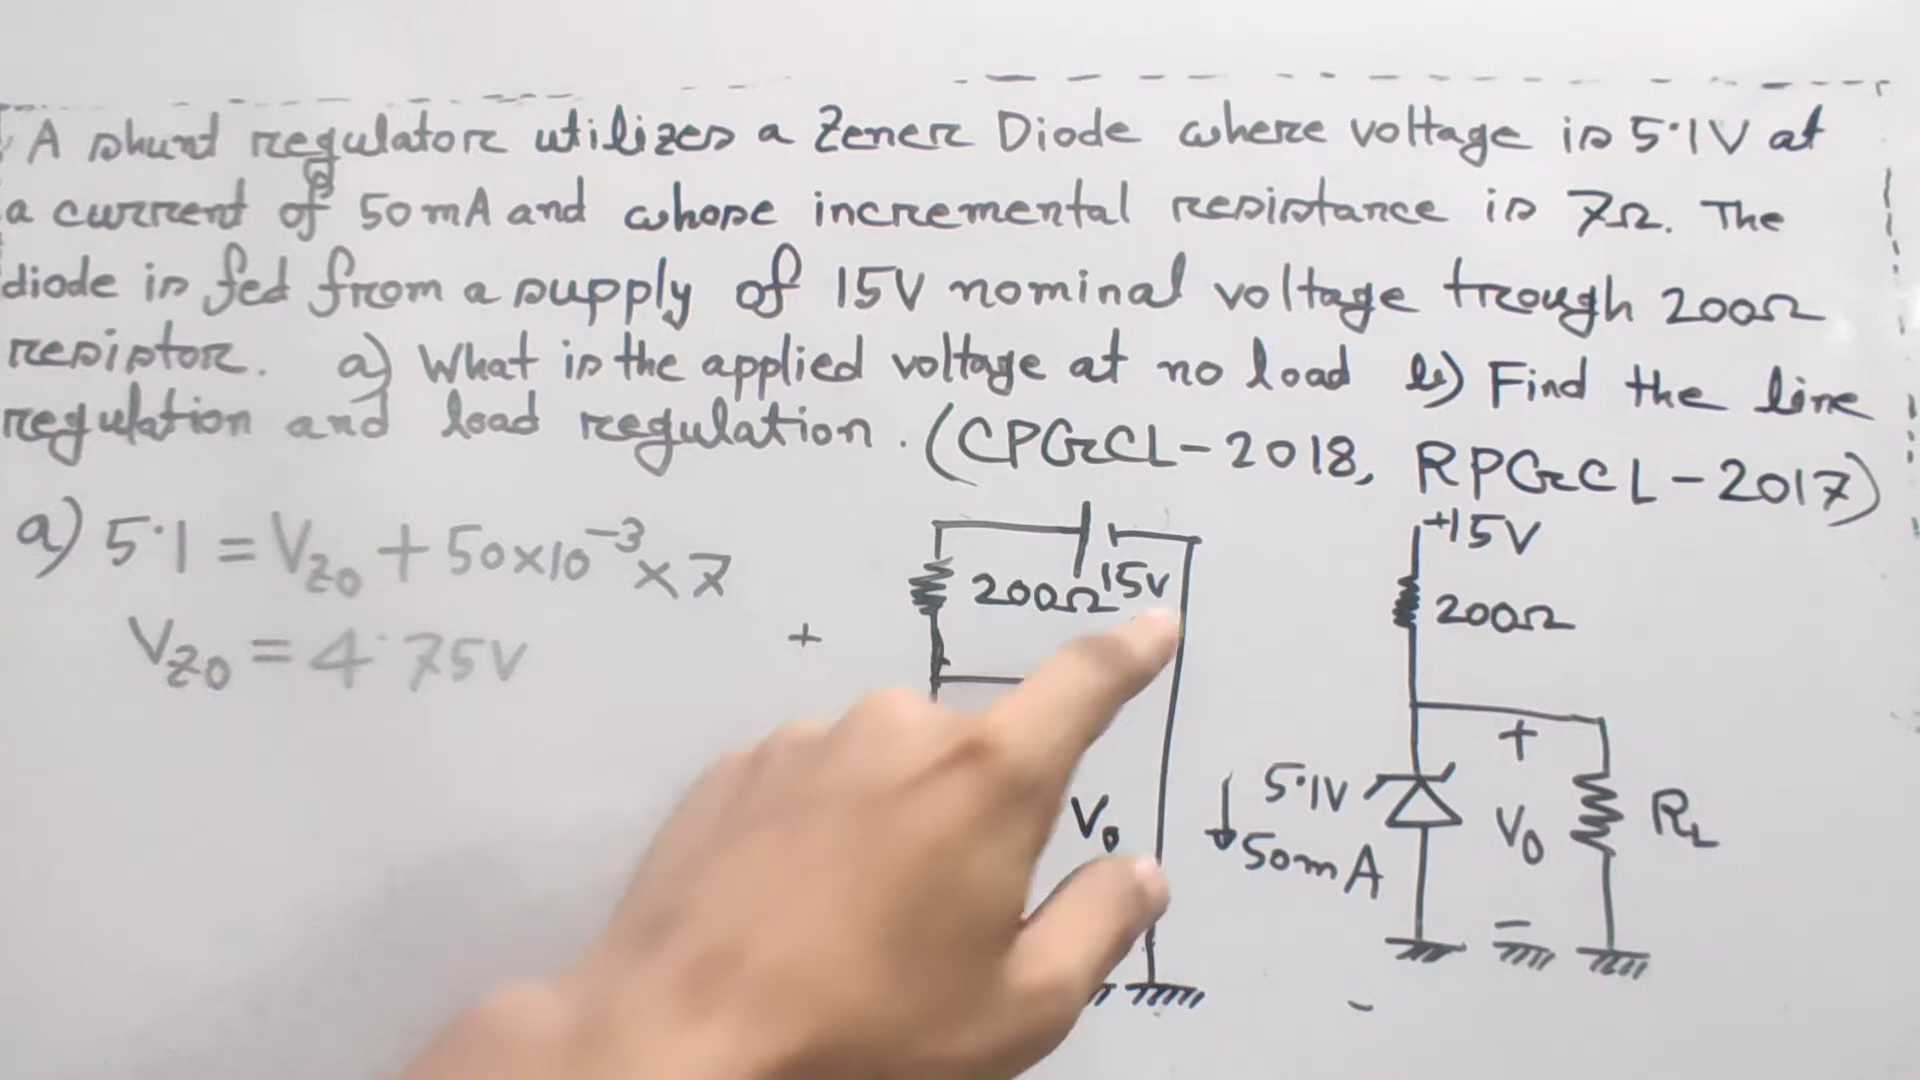 A shunt regulator utilizes a Zener Diode where voltage is 5.1V at
a current of 50mA and whose incremental resistance is 7Ω. The
diode is fed from a supply of 15V nominal voltage trough 200Ω
resistor. a) What is the applied voltage at no load b) Find the line
regulation and load regulation. (CPGCL-2018, RPGCL-2017)
a) 5.1 = Vz0 + 50×10⁻³ × 7
Vz0 = 4.75V
200Ω
15V
+
V0
+15V
200Ω
5.1V
50mA
+
V0
-
RL